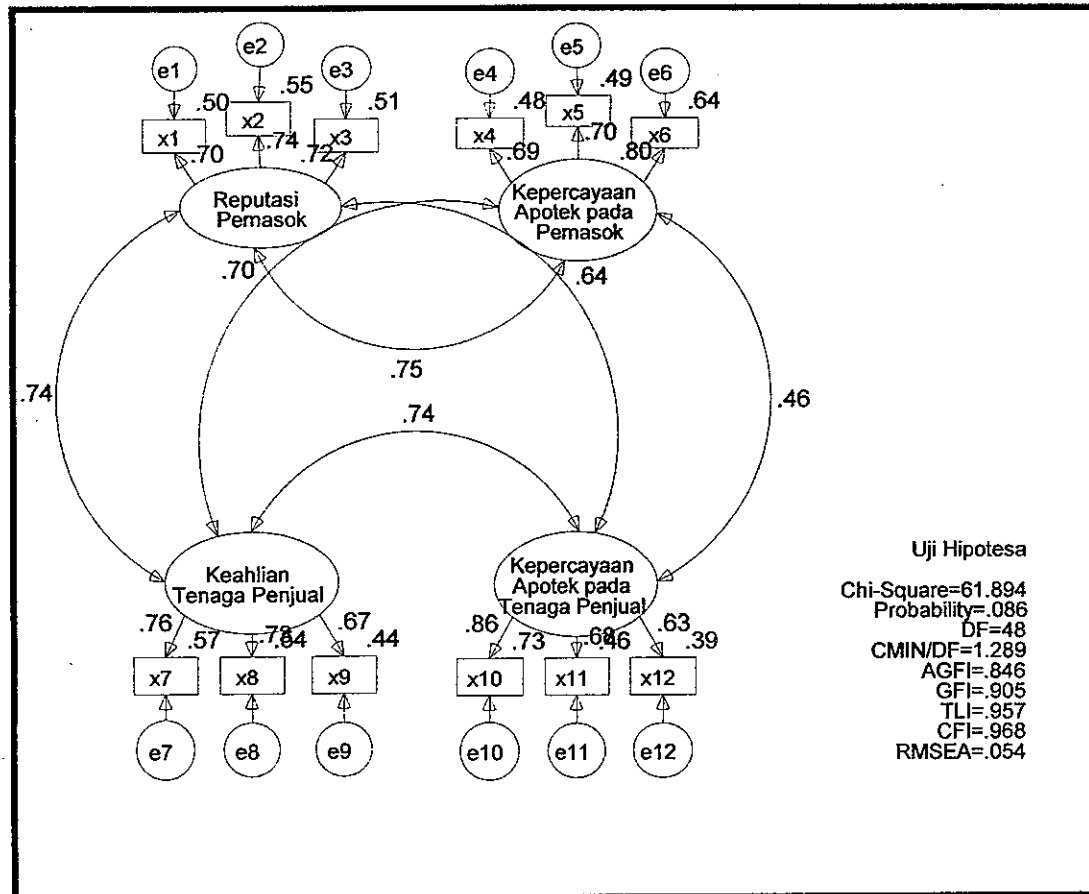 e1
e2
e3
e4
e5
e6
.50
.55
.51
.48
.49
.64
x1
x2
x3
x4
x5
x6
.70
.74
.72
.69
.70
.80
Reputasi
Pemasok
Kepercayaan
Apotek pada
Pemasok
.70
.64
.75
.74
.74
.46
Keahlian
Tenaga Penjual
Kepercayaan
Apotek pada
Tenaga Penjual
.76
.57
.67
.44
.86
.73
.46
.63
.39
x7
x8
x9
x10
x11
x12
e7
e8
e9
e10
e11
e12
Uji Hipotesa
Chi-Square=61.894
Probability=.086
DF=48
CMIN/DF=1.289
AGFI=.846
GFI=.905
TLI=.957
CFI=.968
RMSEA=.054